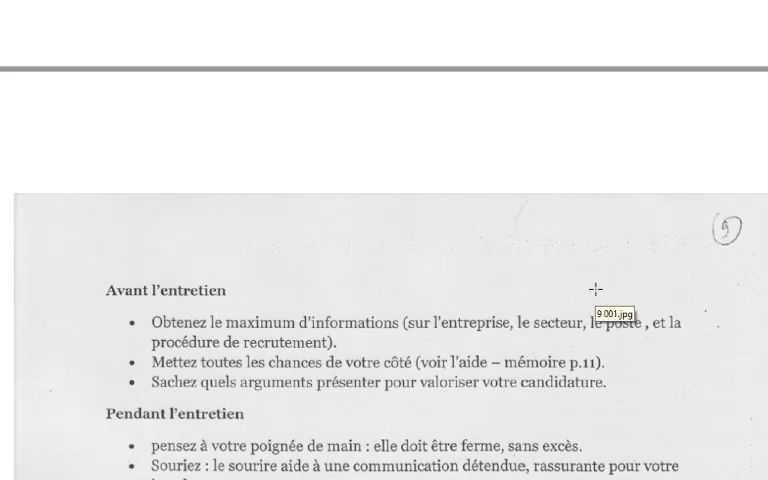 9
Avant l'entretien
9 001.jpg
• Obtenez le maximum d'informations (sur l'entreprise, le secteur, le poste , et la
procédure de recrutement).
• Mettez toutes les chances de votre côté (voir l'aide – mémoire p.11).
• Sachez quels arguments présenter pour valoriser votre candidature.
Pendant l'entretien
• pensez à votre poignée de main : elle doit être ferme, sans excès.
• Souriez : le sourire aide à une communication détendue, rassurante pour votre